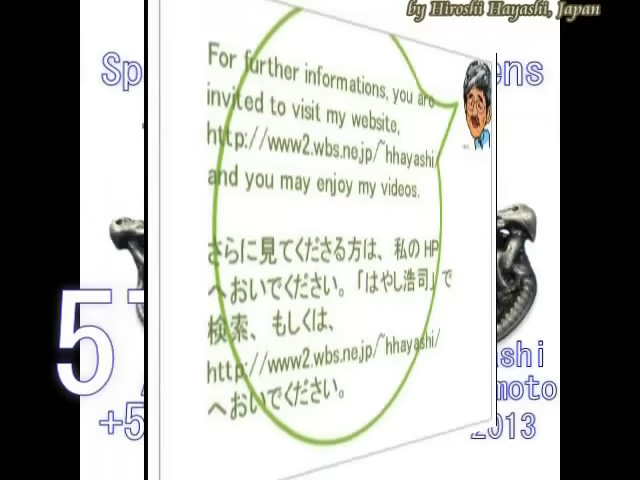 by Hiroshi Hayashi, Japan
Sp
ens
For further informations, you are
invited to visit my website,
http://www2.wbs.ne.jp/~hhayashi/
and you may enjoy my videos.
さらに見てくださる方は、私のHP
へおいでください。「はやし浩司」で
検索、もしくは、
http://www2.wbs.ne.jp/~hhayashi/
へおいでください。
57
ashi
moto
+5
2013